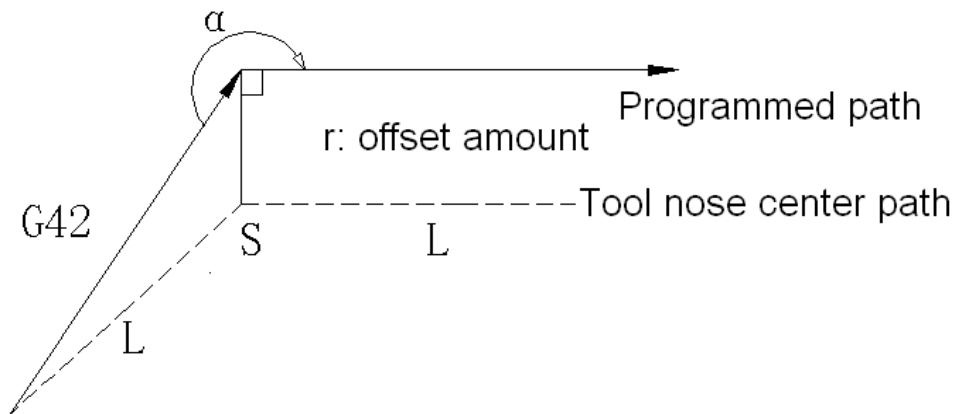 α
Programmed path
r: offset amount
G42
Tool nose center path
S
L
L